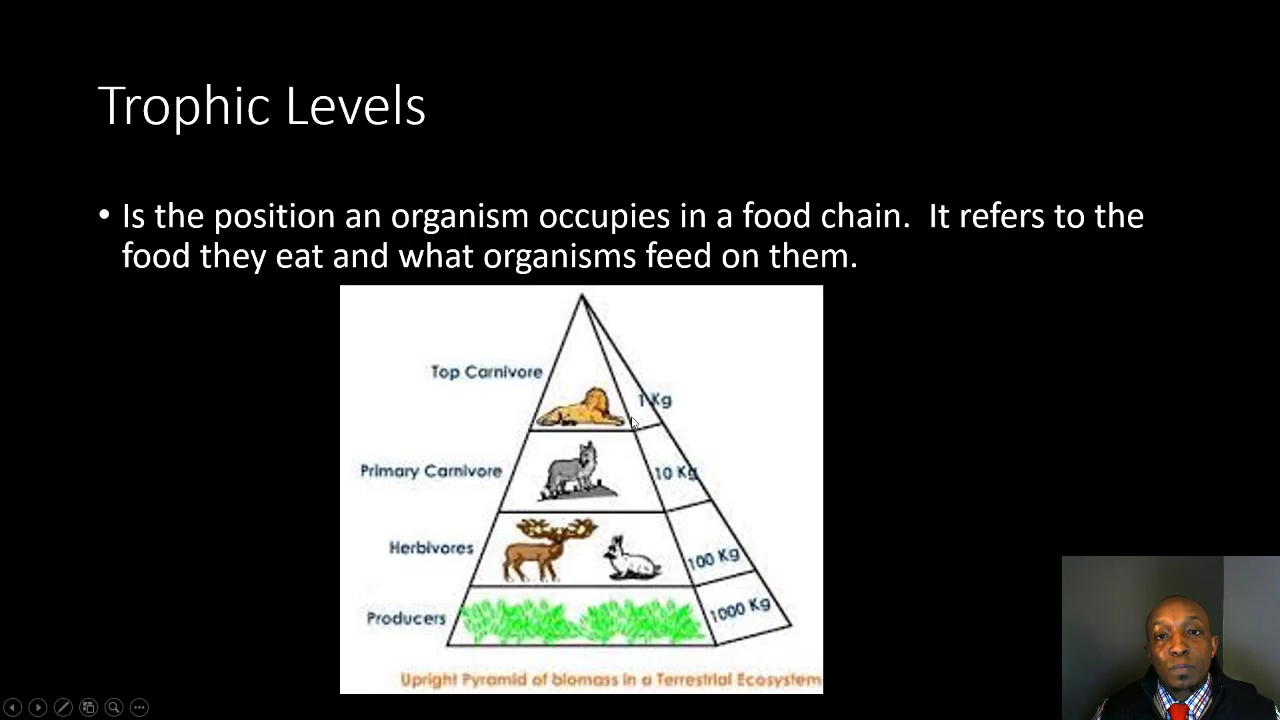 Trophic Levels
• Is the position an organism occupies in a food chain.  It refers to the
food they eat and what organisms feed on them.
Top Carnivore
1 Kg
Primary Carnivore
10 Kg
Herbivores
100 Kg
Producers
1000 Kg
Upright Pyramid of biomass in a Terrestrial Ecosystem